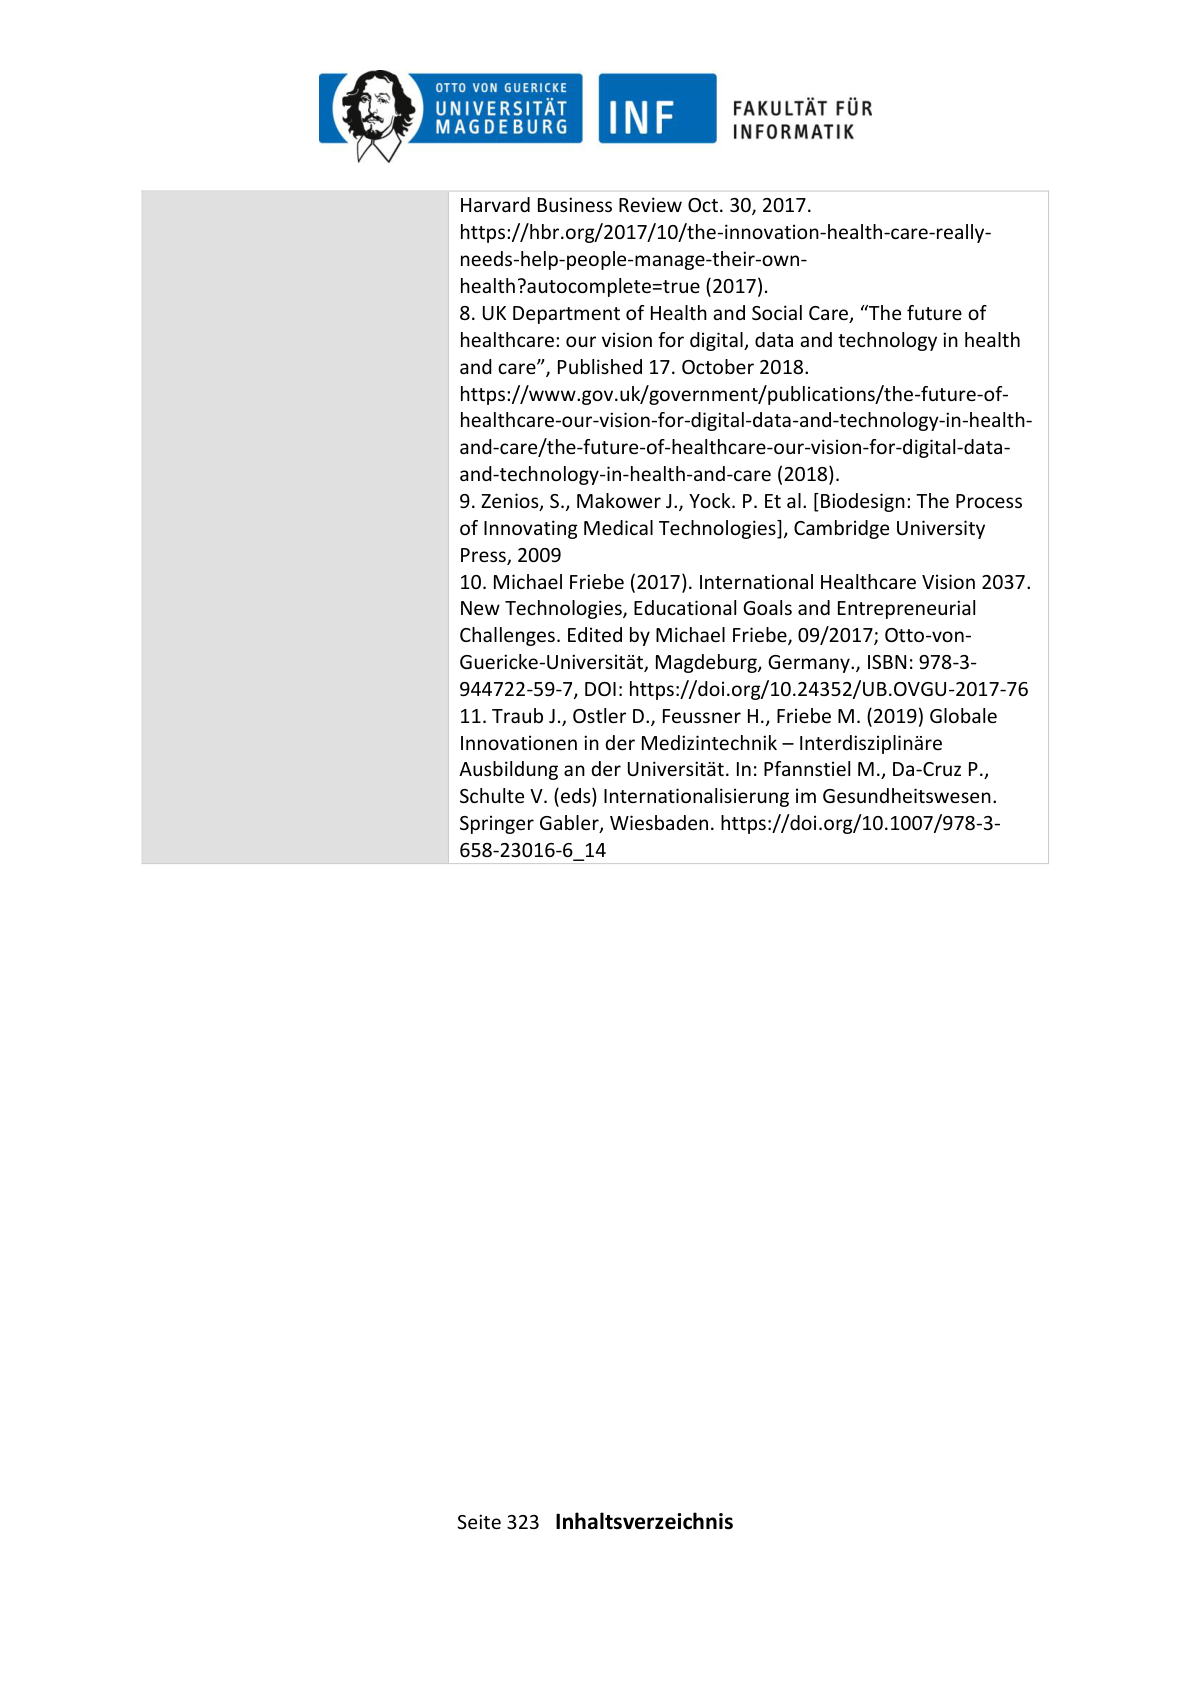 OTTO VON GUERICKE
UNIVERSITÄT
MAGDEBURG
INF
FAKULTÄT FÜR
INFORMATIK
Harvard Business Review Oct. 30, 2017.
https://hbr.org/2017/10/the-innovation-health-care-really-
needs-help-people-manage-their-own-
health?autocomplete=true (2017).
8. UK Department of Health and Social Care, “The future of
healthcare: our vision for digital, data and technology in health
and care”, Published 17. October 2018.
https://www.gov.uk/government/publications/the-future-of-
healthcare-our-vision-for-digital-data-and-technology-in-health-
and-care/the-future-of-healthcare-our-vision-for-digital-data-
and-technology-in-health-and-care (2018).
9. Zenios, S., Makower J., Yock. P. Et al. [Biodesign: The Process
of Innovating Medical Technologies], Cambridge University
Press, 2009
10. Michael Friebe (2017). International Healthcare Vision 2037.
New Technologies, Educational Goals and Entrepreneurial
Challenges. Edited by Michael Friebe, 09/2017; Otto-von-
Guericke-Universität, Magdeburg, Germany., ISBN: 978-3-
944722-59-7, DOI: https://doi.org/10.24352/UB.OVGU-2017-76
11. Traub J., Ostler D., Feussner H., Friebe M. (2019) Globale
Innovationen in der Medizintechnik – Interdisziplinäre
Ausbildung an der Universität. In: Pfannstiel M., Da-Cruz P.,
Schulte V. (eds) Internationalisierung im Gesundheitswesen.
Springer Gabler, Wiesbaden. https://doi.org/10.1007/978-3-
658-23016-6_14
Seite 323 Inhaltsverzeichnis